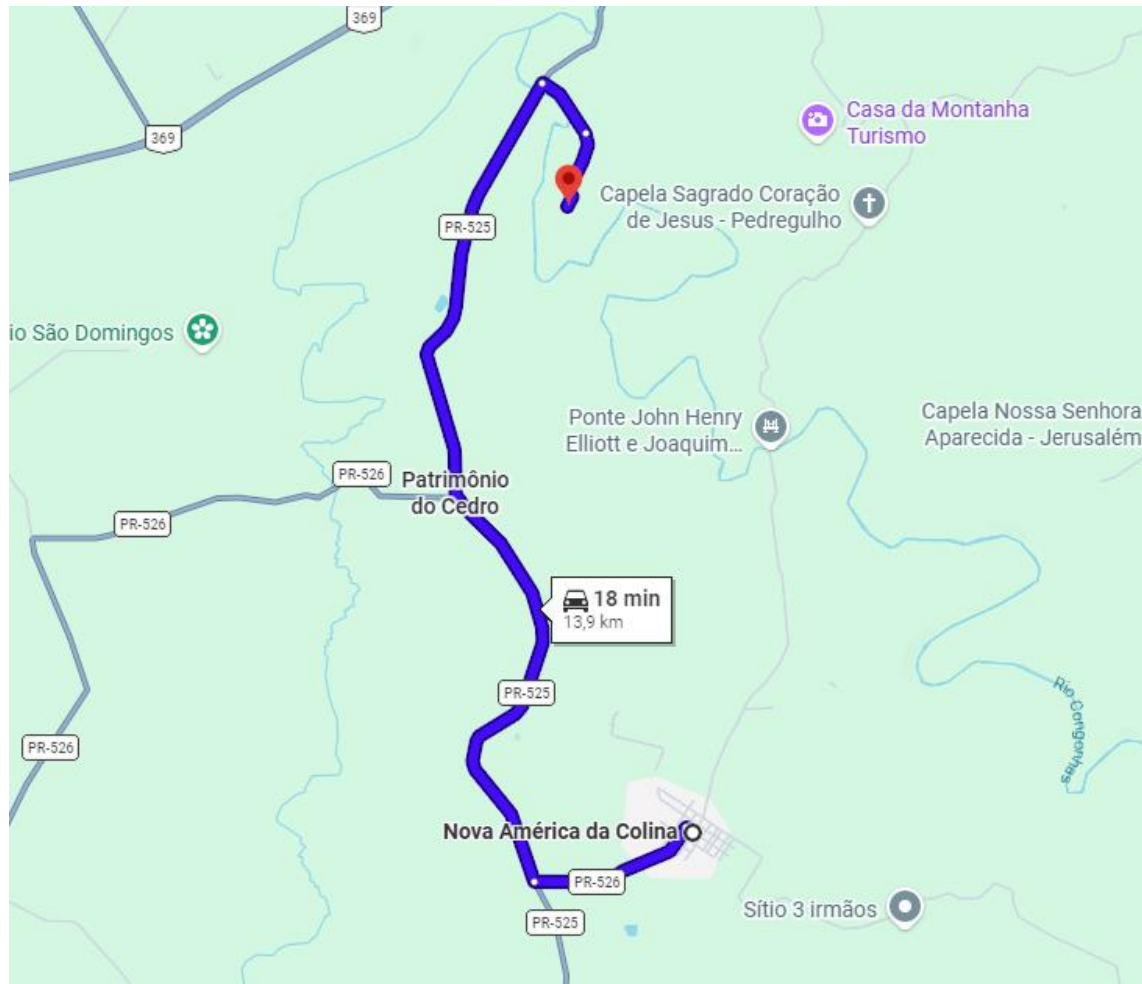 369
369
Casa da Montanha
Turismo
Capela Sagrado Coração
de Jesus - Pedregulho
PR-525
io São Domingos
Ponte John Henry
Elliott e Joaquim...
Capela Nossa Senhora
Aparecida - Jerusalém
PR-526
Patrimônio
do Cedro
PR-526
18 min
13,9 km
PR-525
Rio Congonhas
PR-526
Nova América da Colina
PR-526
Sítio 3 irmãos
PR-525